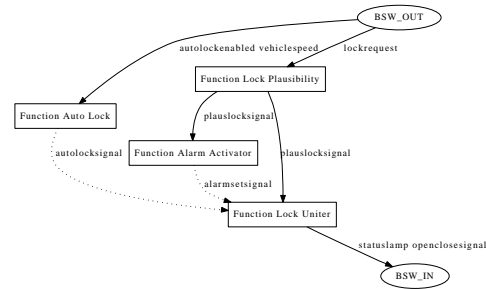 BSW_OUT
autolockenabled vehiclespeed
lockrequest
Function Lock Plausibility
Function Auto Lock
plauslocksignal
Function Alarm Activator
autolocksignal
plauslocksignal
alarmsetsignal
Function Lock Uniter
statuslamp openclosesignal
BSW_IN